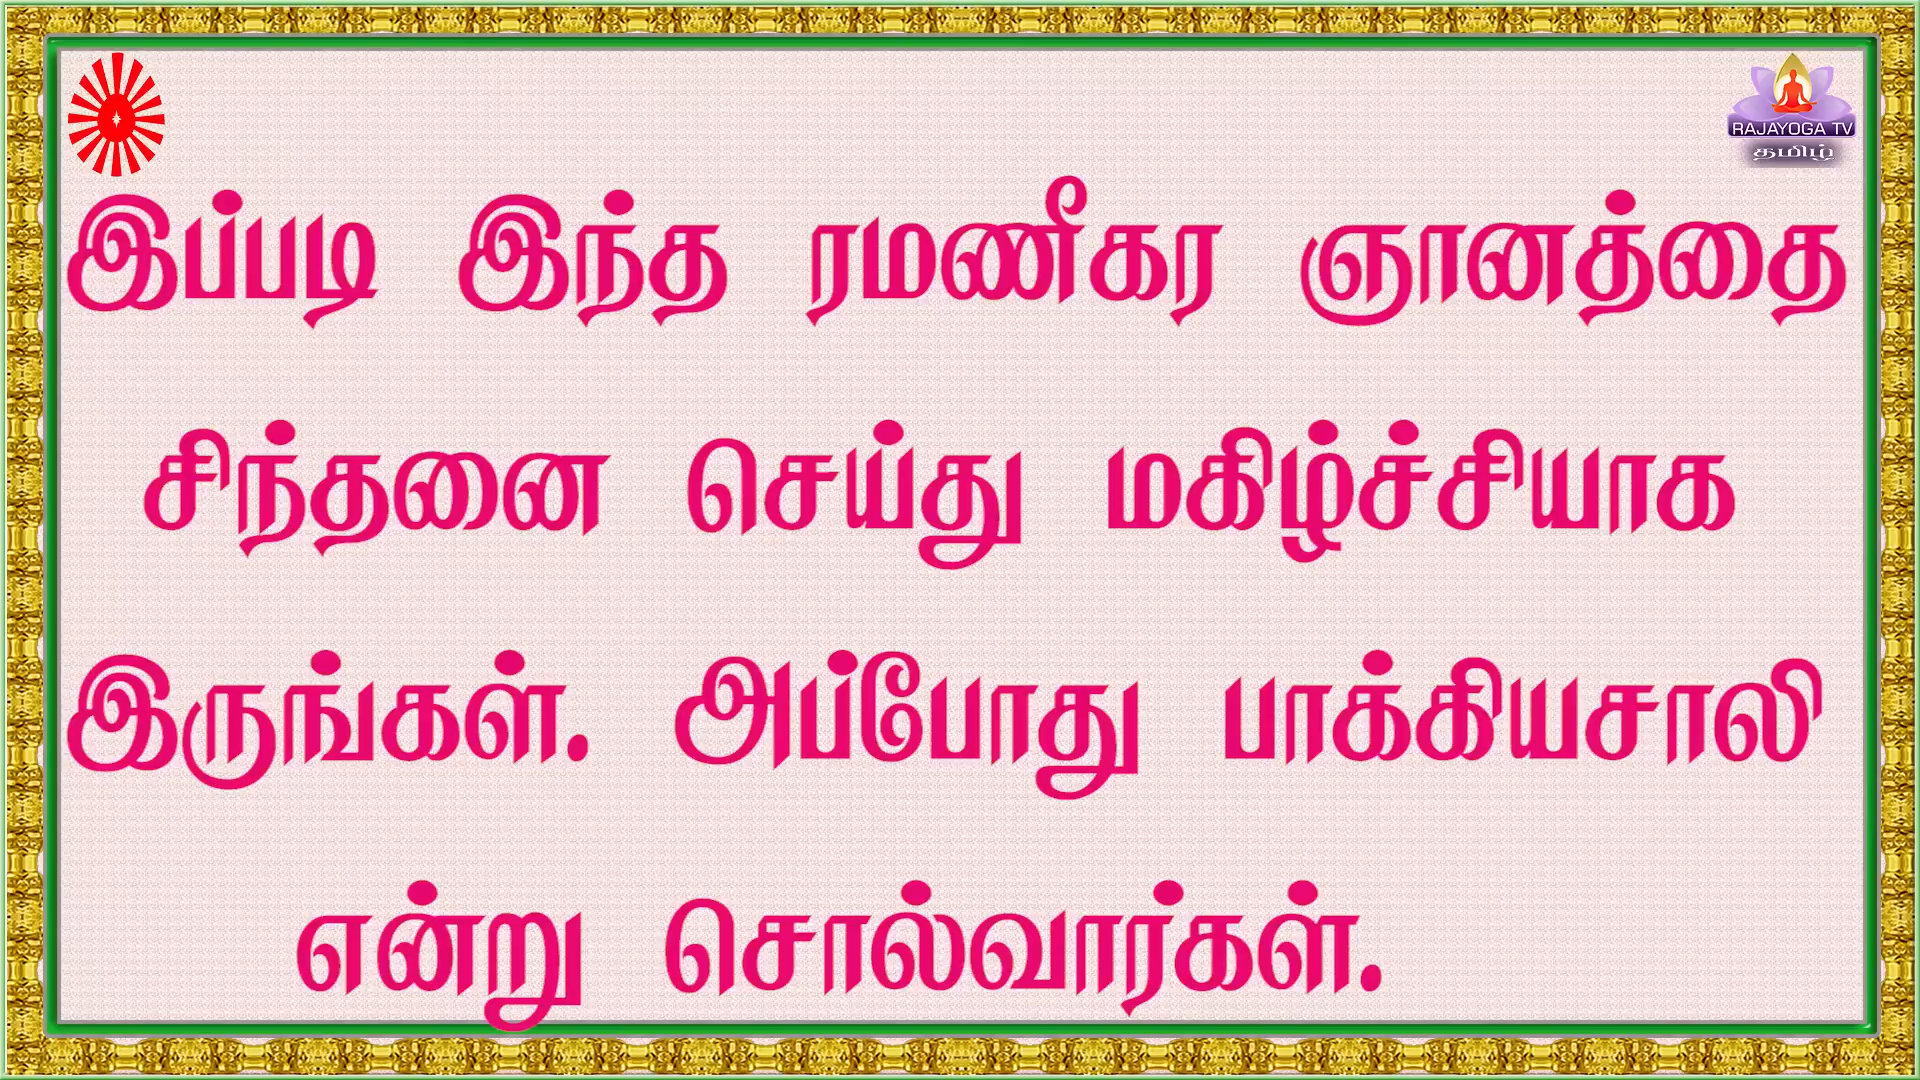 RAJAYOGA TV
தமிழ்
இப்படி இந்த ரமணீகர ஞானத்தை
சிந்தனை செய்து மகிழ்ச்சியாக
இருங்கள். அப்போது பாக்கியசாலி
என்று சொல்வார்கள்.